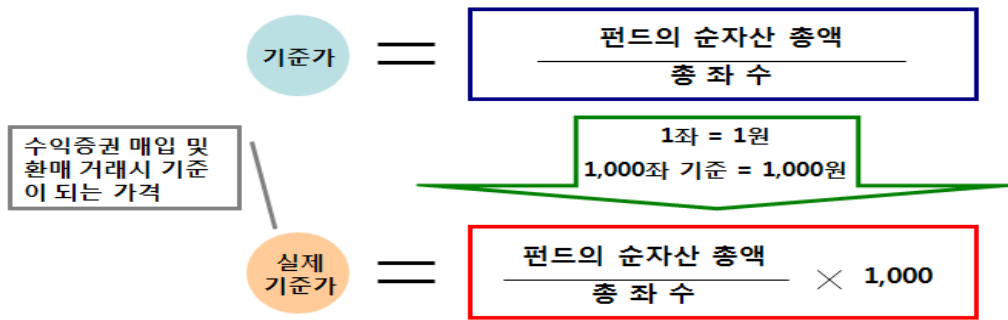 기준가
펀드의 순자산 총액
총 좌 수
수익증권 매입 및
환매 거래시 기준
이 되는 가격
1좌 = 1원
1,000좌 기준 = 1,000원
실제
기준가
펀드의 순자산 총액
총 좌 수
× 1,000